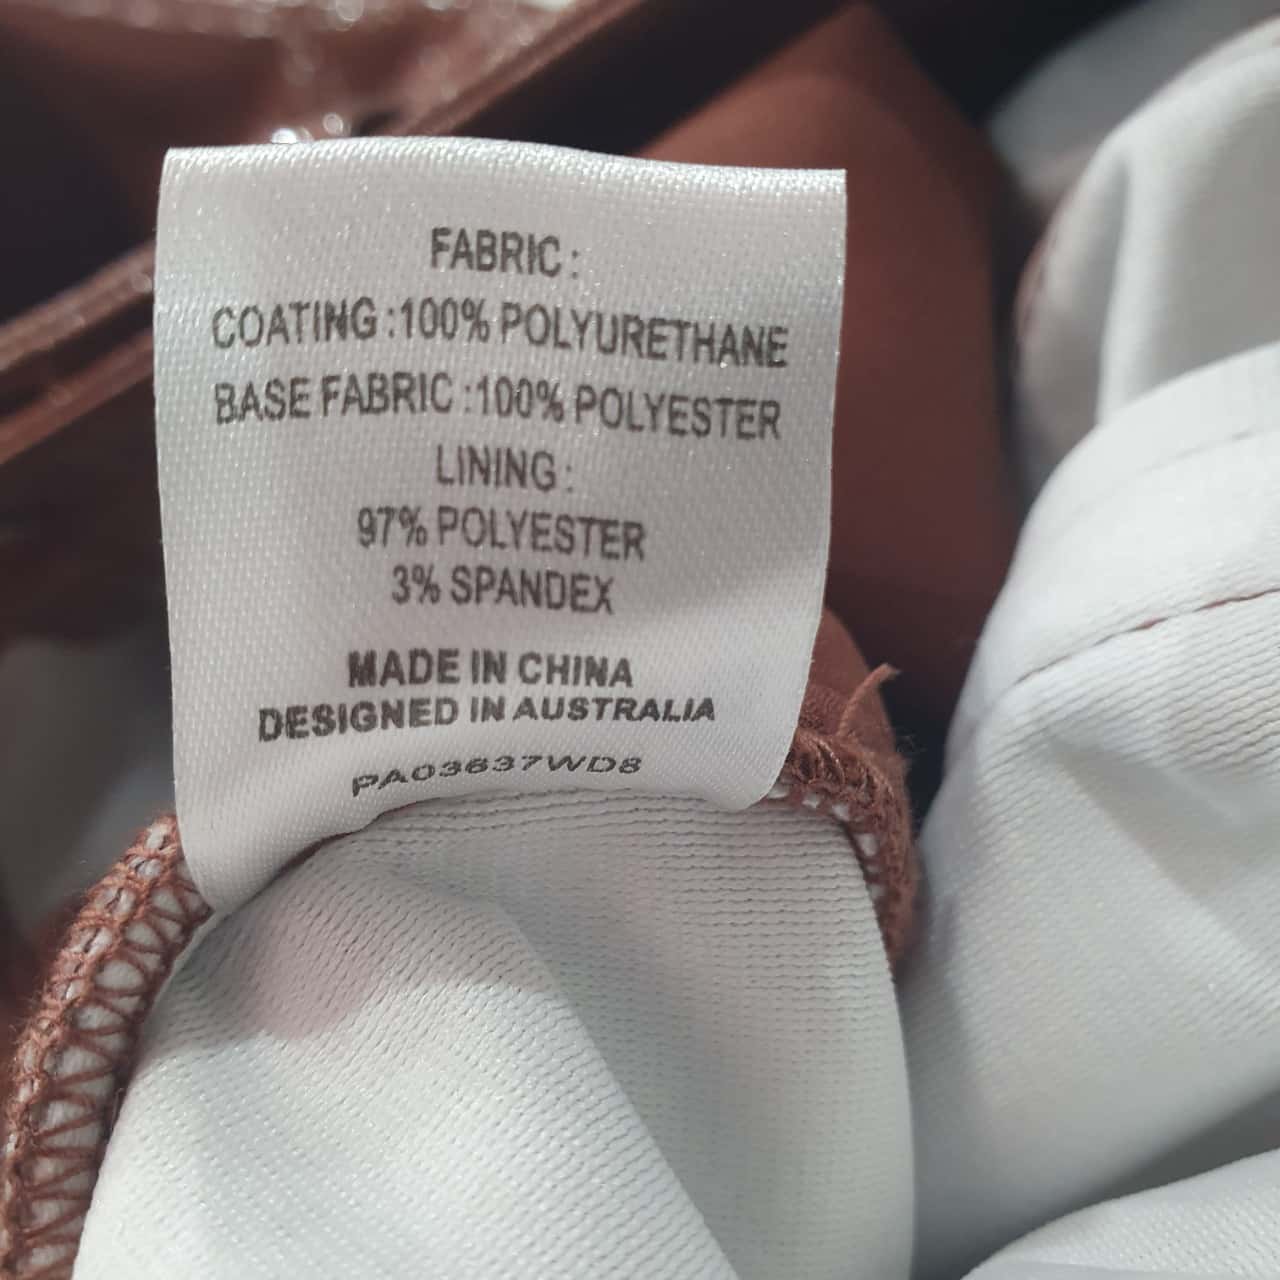 FABRIC :
COATING :100% POLYURETHANE
BASE FABRIC :100% POLYESTER
LINING :
97% POLYESTER
3% SPANDEX
MADE IN CHINA
DESIGNED IN AUSTRALIA
PA03637WD8